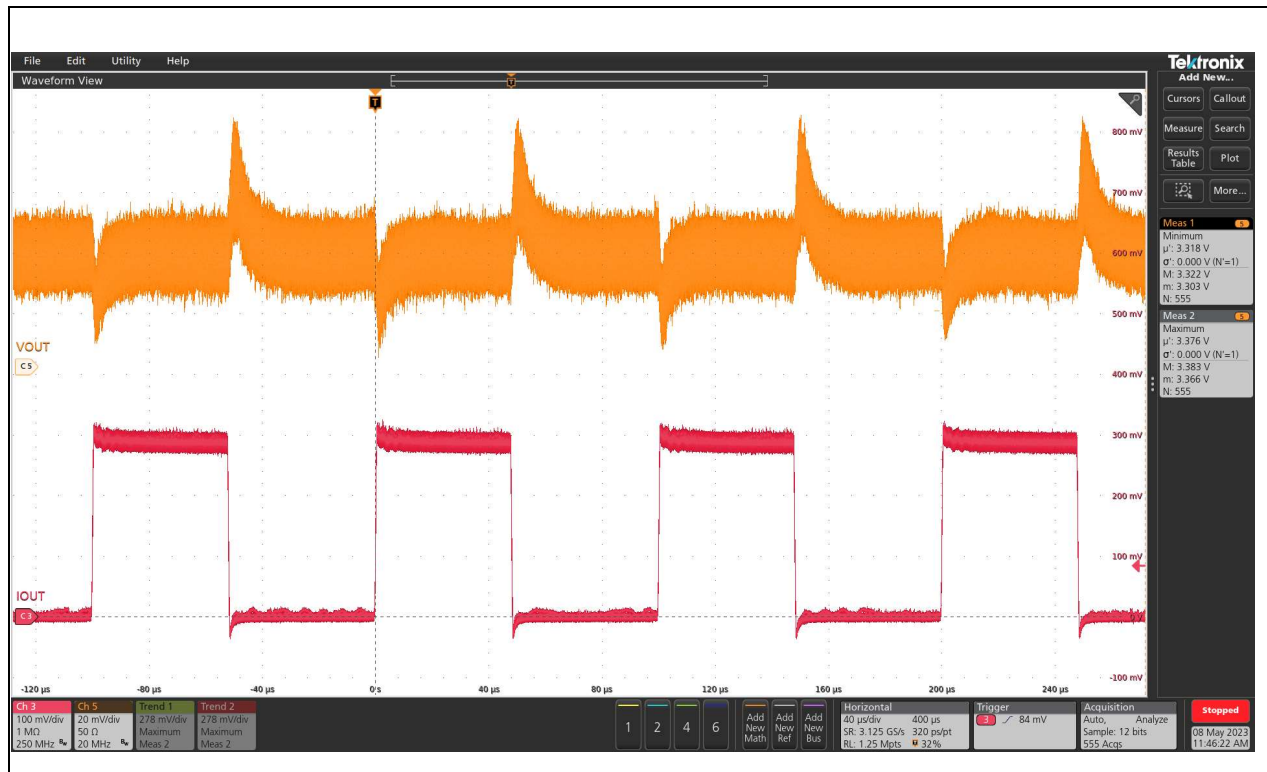 File Edit Utility Help
Tektronix
Waveform View
Add New...
Cursors Callout
Measure Search
Results Table Plot
More...
T
T
800 mV
700 mV
600 mV
500 mV
400 mV
300 mV
200 mV
100 mV
-100 mV
VOUT
C 5
IOUT
C 3
-120 µs -80 µs -40 µs 0 s 40 µs 80 µs 120 µs 160 µs 200 µs 240 µs
Meas 1 5
Minimum
µ': 3.318 V
σ': 0.000 V (N'=1)
M: 3.322 V
m: 3.303 V
N: 555
Meas 2 5
Maximum
µ': 3.376 V
σ': 0.000 V (N'=1)
M: 3.383 V
m: 3.366 V
N: 555
Ch 3
100 mV/div
1 MΩ
250 MHz Bw
Ch 5
20 mV/div
50 Ω
20 MHz Bw
Trend 1
278 mV/div
Maximum
Meas 2
Trend 2
278 mV/div
Maximum
Meas 2
1 2 4 6
Add New Math
Add New Ref
Add New Bus
Horizontal
40 µs/div 400 µs
SR: 3.125 GS/s 320 ps/pt
RL: 1.25 Mpts 32%
Trigger
3 84 mV
Acquisition
Auto, Analyze
Sample: 12 bits
555 Acqs
Stopped
08 May 2023
11:46:22 AM